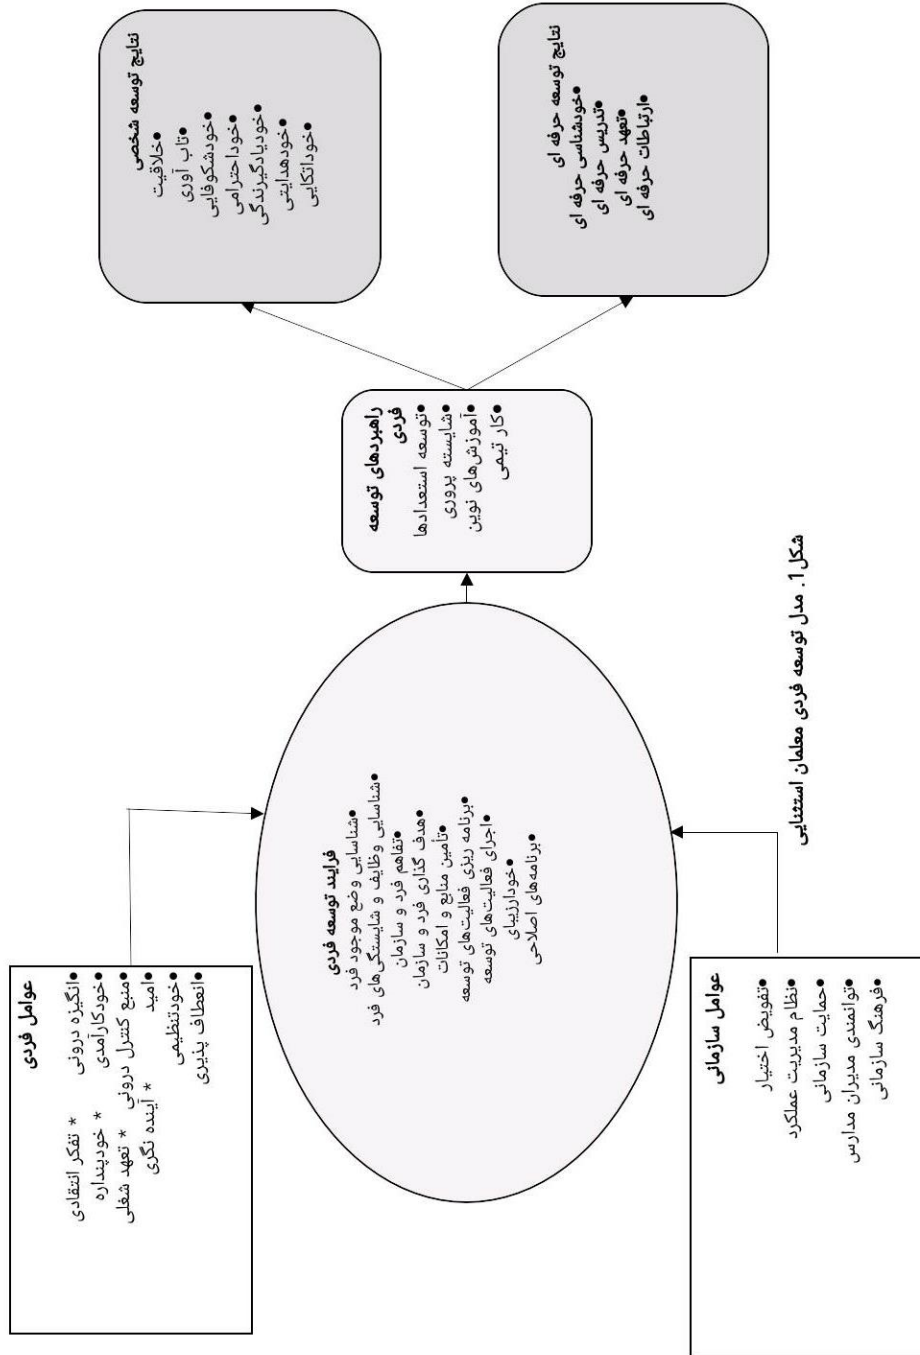 عوامل فردی
●انگیزه درونی * تفکر انتقادی
●خودکارآمدی * خودپنداره
●منبع کنترل درونی * تعهد شغلی
●امید * آینده نگری
●خودتنظیمی
●انعطاف پذیری
عوامل سازمانی
●تفویض اختیار
●نظام مدیریت عملکرد
●حمایت سازمانی
●توانمندی مدیران مدارس
●فرهنگ سازمانی
فرایند توسعه فردی
●شناسایی وضع موجود فرد
●شناسایی وظایف و شایستگی‌های فرد
●تفاهم فرد و سازمان
●هدف گذاری فرد و سازمان
●تأمین منابع و امکانات
●برنامه ریزی فعالیت‌های توسعه
●اجرای فعالیت‌های توسعه
●خودارزیبای
●برنامه‌های اصلاحی
راهبردهای توسعه
فردی
●توسعه استعدادها
●شایسته پروری
●آموزش‌های نوین
●کار تیمی
نتایج توسعه شخصی
●خلاقیت
●تاب آوری
●خودشکوفایی
●خوداحترامی
●خودیادگیرندگی
●خودهدایتی
●خوداتکایی
نتایج توسعه حرفه ای
●خودشناسی حرفه ای
●تدریس حرفه ای
●تعهد حرفه ای
●ارتباطات حرفه ای
شکل1. مدل توسعه فردی معلمان استثنایی